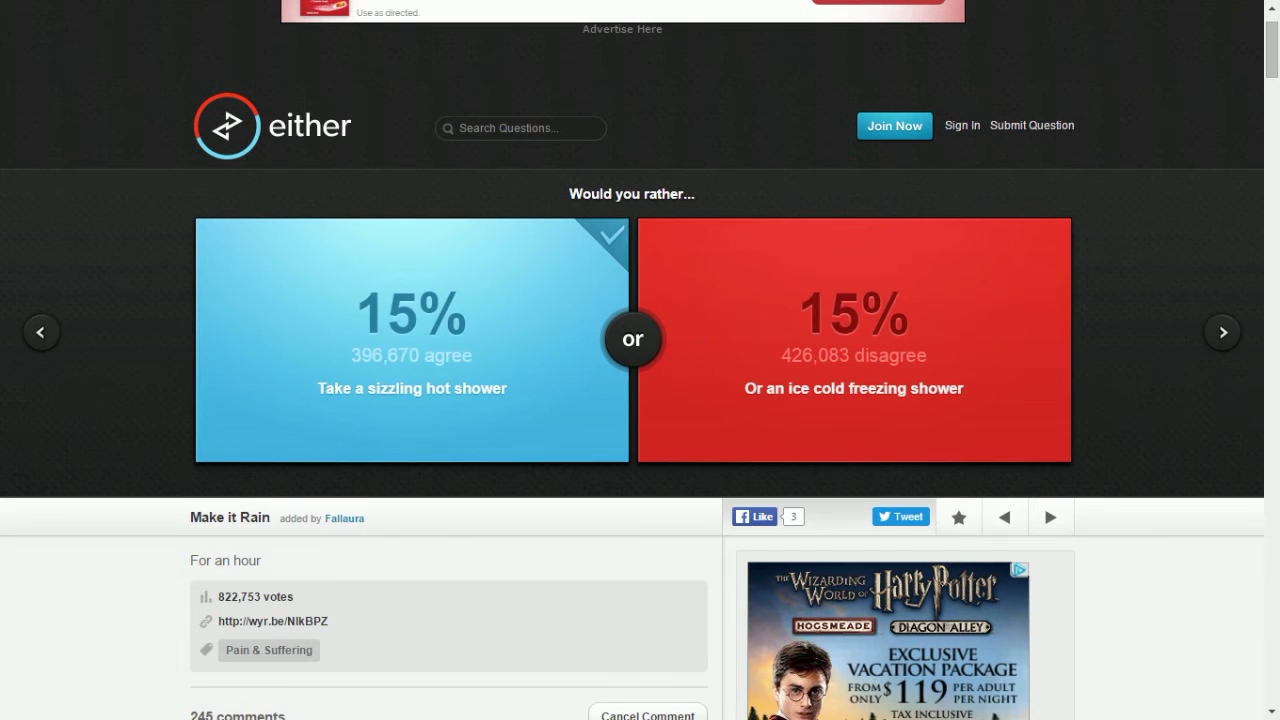 Use as directed.
Advertise Here
either
Search Questions...
Join Now
Sign In
Submit Question
Would you rather...
15%
396,670 agree
Take a sizzling hot shower
or
15%
426,083 disagree
Or an ice cold freezing shower
Make it Rain added by Fallaura
Like
3
Tweet
For an hour
822,753 votes
http://wyr.be/NIkBPZ
Pain & Suffering
245 comments
Cancel Comment
THE WIZARDING
WORLD OF
Harry Potter
HOGSMEADE
DIAGON ALLEY
EXCLUSIVE
VACATION PACKAGE
FROM ONLY $119 PER ADULT PER NIGHT
TAX INCLUSIVE